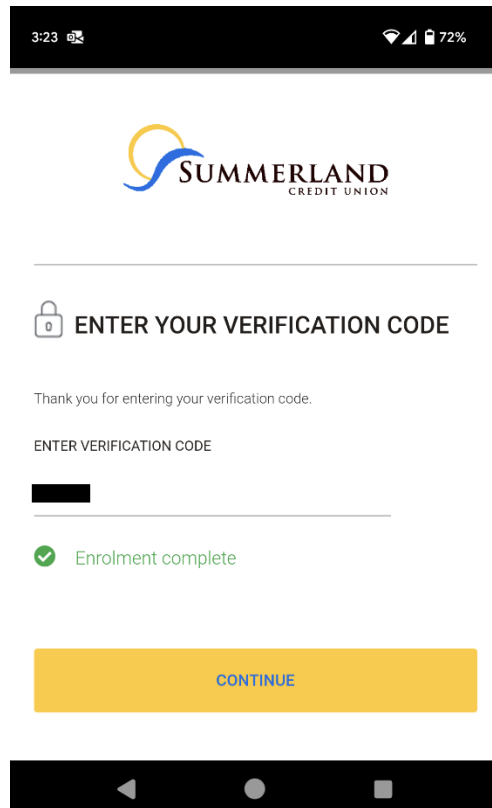 3:23
72%
SUMMERLAND
CREDIT UNION
ENTER YOUR VERIFICATION CODE
Thank you for entering your verification code.
ENTER VERIFICATION CODE
Enrolment complete
CONTINUE